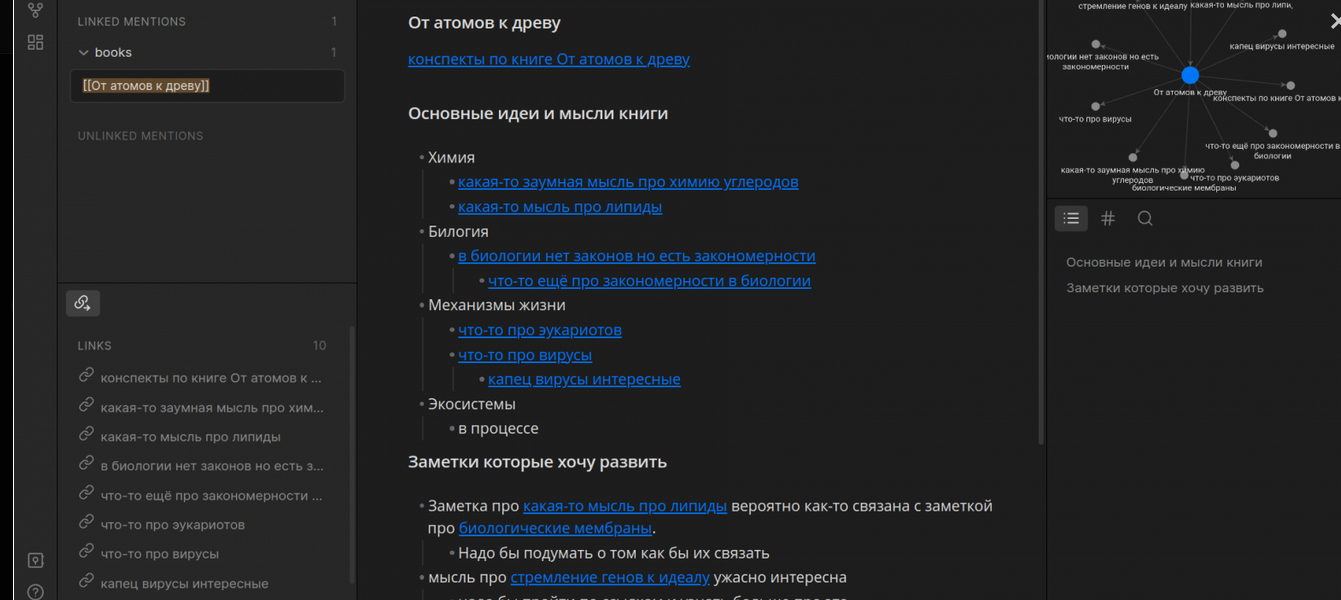 LINKED MENTIONS 1
books 1
[[От атомов к древу]]
UNLINKED MENTIONS
LINKS 10
конспекты по книге От атомов к ...
какая-то заумная мысль про хим...
какая-то мысль про липиды
в биологии нет законов но есть з...
что-то ещё про закономерности ...
что-то про эукариотов
что-то про вирусы
капец вирусы интересные
От атомов к древу
конспекты по книге От атомов к древу
Основные идеи и мысли книги
Химия
какая-то заумная мысль про химию углеродов
какая-то мысль про липиды
Билогия
в биологии нет законов но есть закономерности
что-то ещё про закономерности в биологии
Механизмы жизни
что-то про эукариотов
что-то про вирусы
капец вирусы интересные
Экосистемы
в процессе
Заметки которые хочу развить
Заметка про какая-то мысль про липиды вероятно как-то связана с заметкой
про биологические мембраны.
Надо бы подумать о том как бы их связать
мысль про стремление генов к идеалу ужасно интересна
стремление генов к идеалу
какая-то мысль про липи,
капец вирусы интересные
иологии нет законов но есть
закономерности
От атомов к древу
конспекты по книге От атомов к
что-то про вирусы
что-то ещё про закономерности в
биологии
какая-то заумная мысль про химию
углеродов
что-то про эукариотов
биологические мембраны
Основные идеи и мысли книги
Заметки которые хочу развить